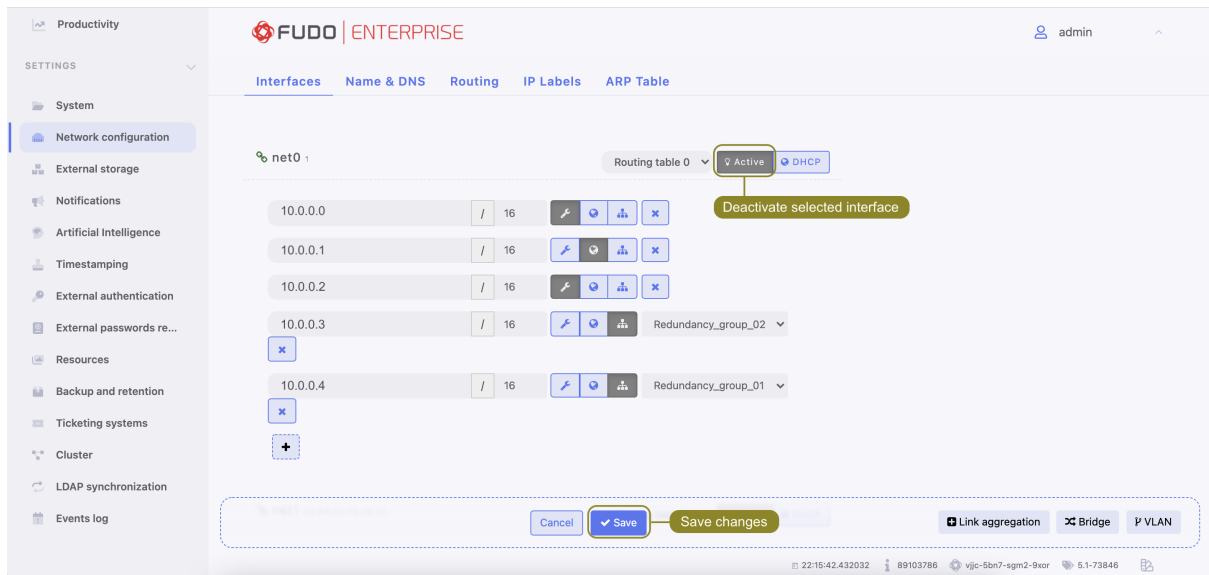 Productivity
SETTINGS
System
Network configuration
External storage
Notifications
Artificial Intelligence
Timestamping
External authentication
External passwords re...
Resources
Backup and retention
Ticketing systems
Cluster
LDAP synchronization
Events log
FUDO ENTERPRISE
admin
Interfaces Name & DNS Routing IP Labels ARP Table
net0 1
Routing table 0 Active DHCP
Deactivate selected interface
10.0.0.0 / 16
10.0.0.1 / 16
10.0.0.2 / 16
10.0.0.3 / 16 Redundancy_group_02
10.0.0.4 / 16 Redundancy_group_01
Cancel Save Save changes Link aggregation Bridge VLAN
22:15:42.432032 89103786 vjjc-5bn7-sgm2-9xor 5.1-73846